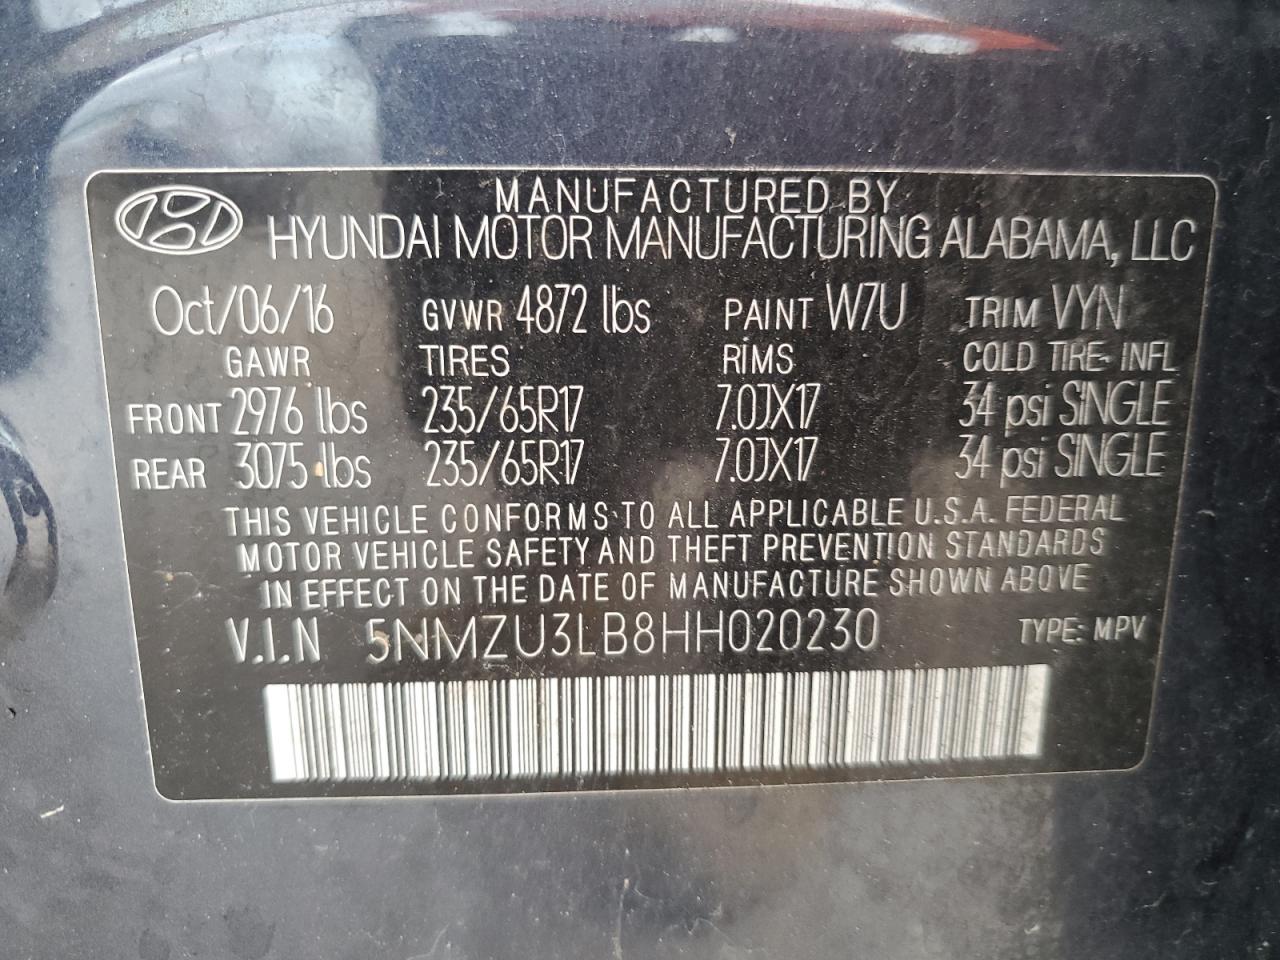 MANUFACTURED BY
HYUNDAI MOTOR MANUFACTURING ALABAMA, LLC
Oct/06/16 GVWR 4872 lbs PAINT W7U TRIM VYN
GAWR TIRES RIMS COLD TIRE INFL
FRONT 2976 lbs 235/65R17 7.0JX17 34 psi SINGLE
REAR 3075 lbs 235/65R17 7.0JX17 34 psi SINGLE
THIS VEHICLE CONFORMS TO ALL APPLICABLE U.S.A. FEDERAL
MOTOR VEHICLE SAFETY AND THEFT PREVENTION STANDARDS
IN EFFECT ON THE DATE OF MANUFACTURE SHOWN ABOVE
V.I.N 5NMZU3LB8HH020230 TYPE: MPV